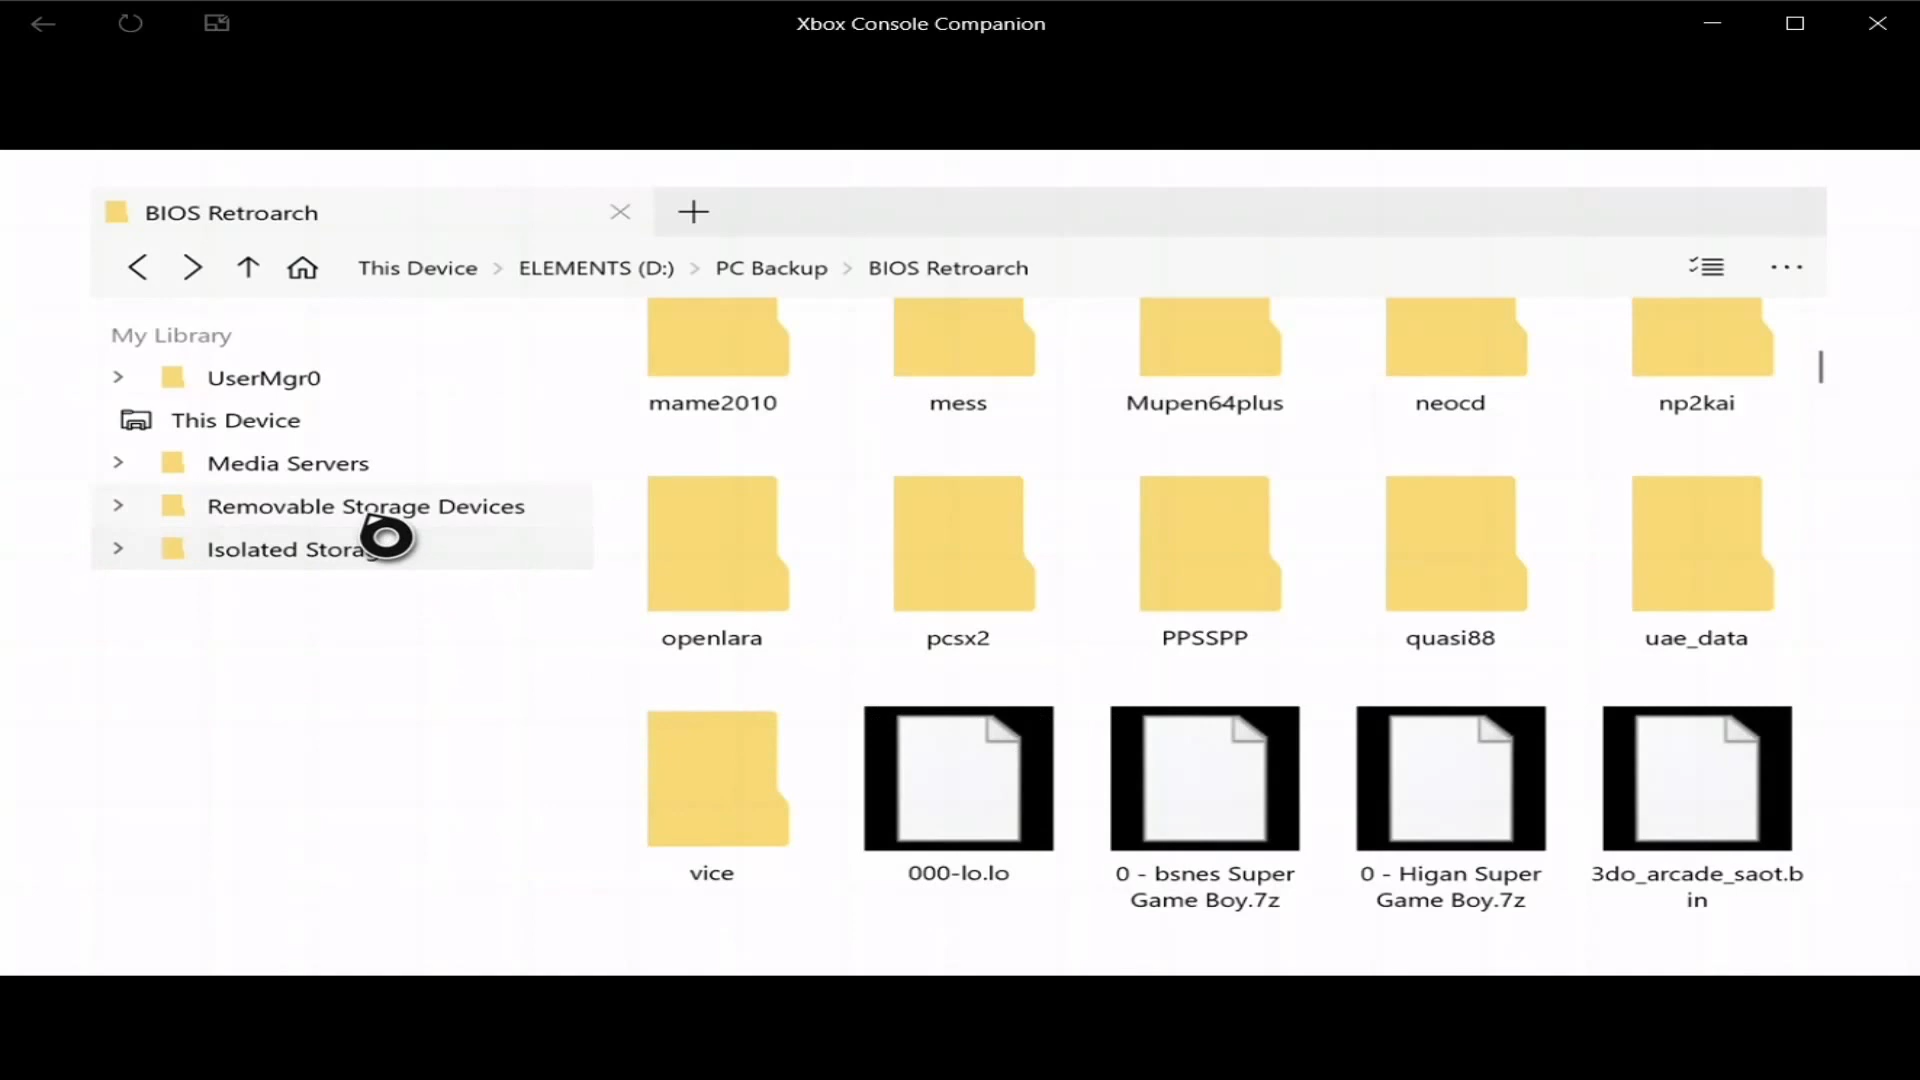 Xbox Console Companion
BIOS Retroarch
This Device > ELEMENTS (D:) > PC Backup > BIOS Retroarch
My Library
UserMgr0
This Device
Media Servers
Removable Storage Devices
Isolated Storag
mame2010
mess
Mupen64plus
neocd
np2kai
openlara
pcsx2
PPSSPP
quasi88
uae_data
vice
000-lo.lo
0 - bsnes Super
Game Boy.7z
0 - Higan Super
Game Boy.7z
3do_arcade_saot.b
in